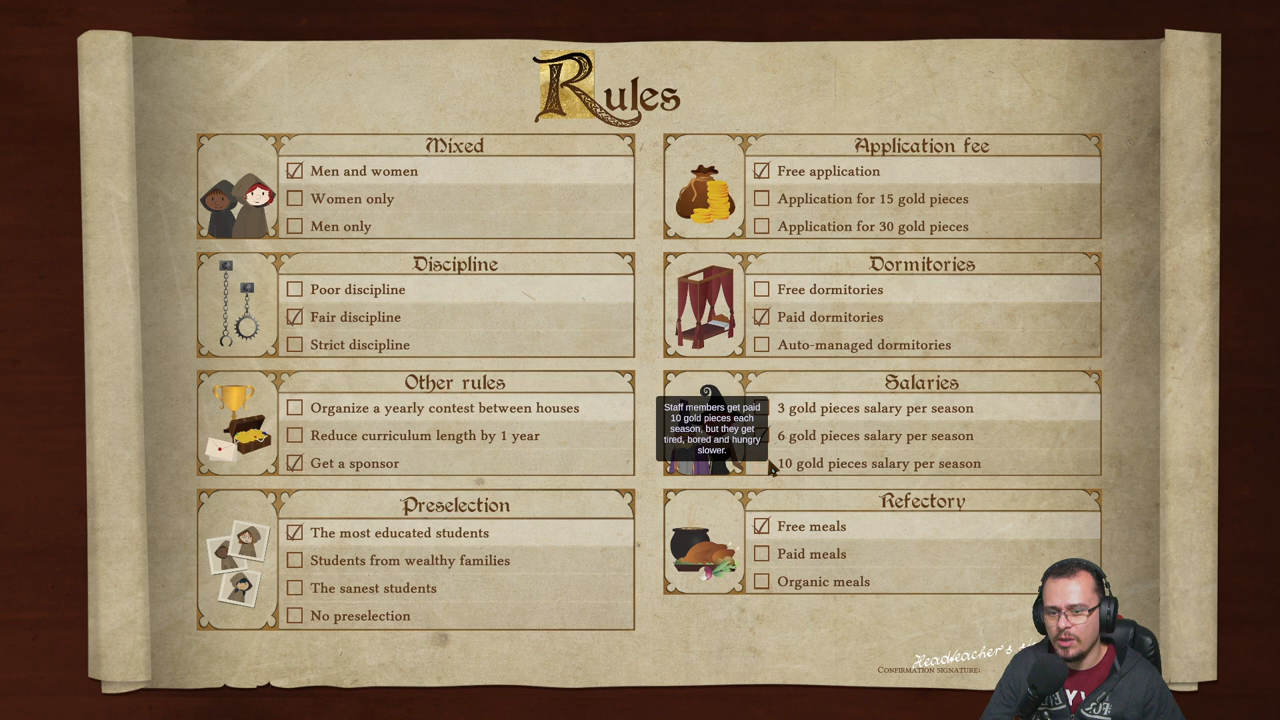 Rules
Mixed
Men and women
Women only
Men only
Discipline
Poor discipline
Fair discipline
Strict discipline
Other rules
Organize a yearly contest between houses
Reduce curriculum length by 1 year
Get a sponsor
Preselection
The most educated students
Students from wealthy families
The sanest students
No preselection
Application fee
Free application
Application for 15 gold pieces
Application for 30 gold pieces
Dormitories
Free dormitories
Paid dormitories
Auto-managed dormitories
Salaries
3 gold pieces salary per season
6 gold pieces salary per season
10 gold pieces salary per season
Staff members get paid
10 gold pieces each
season, but they get
tired, bored and hungry
slower.
Refectory
Free meals
Paid meals
Organic meals
Headteacher's
Confirmation signature: